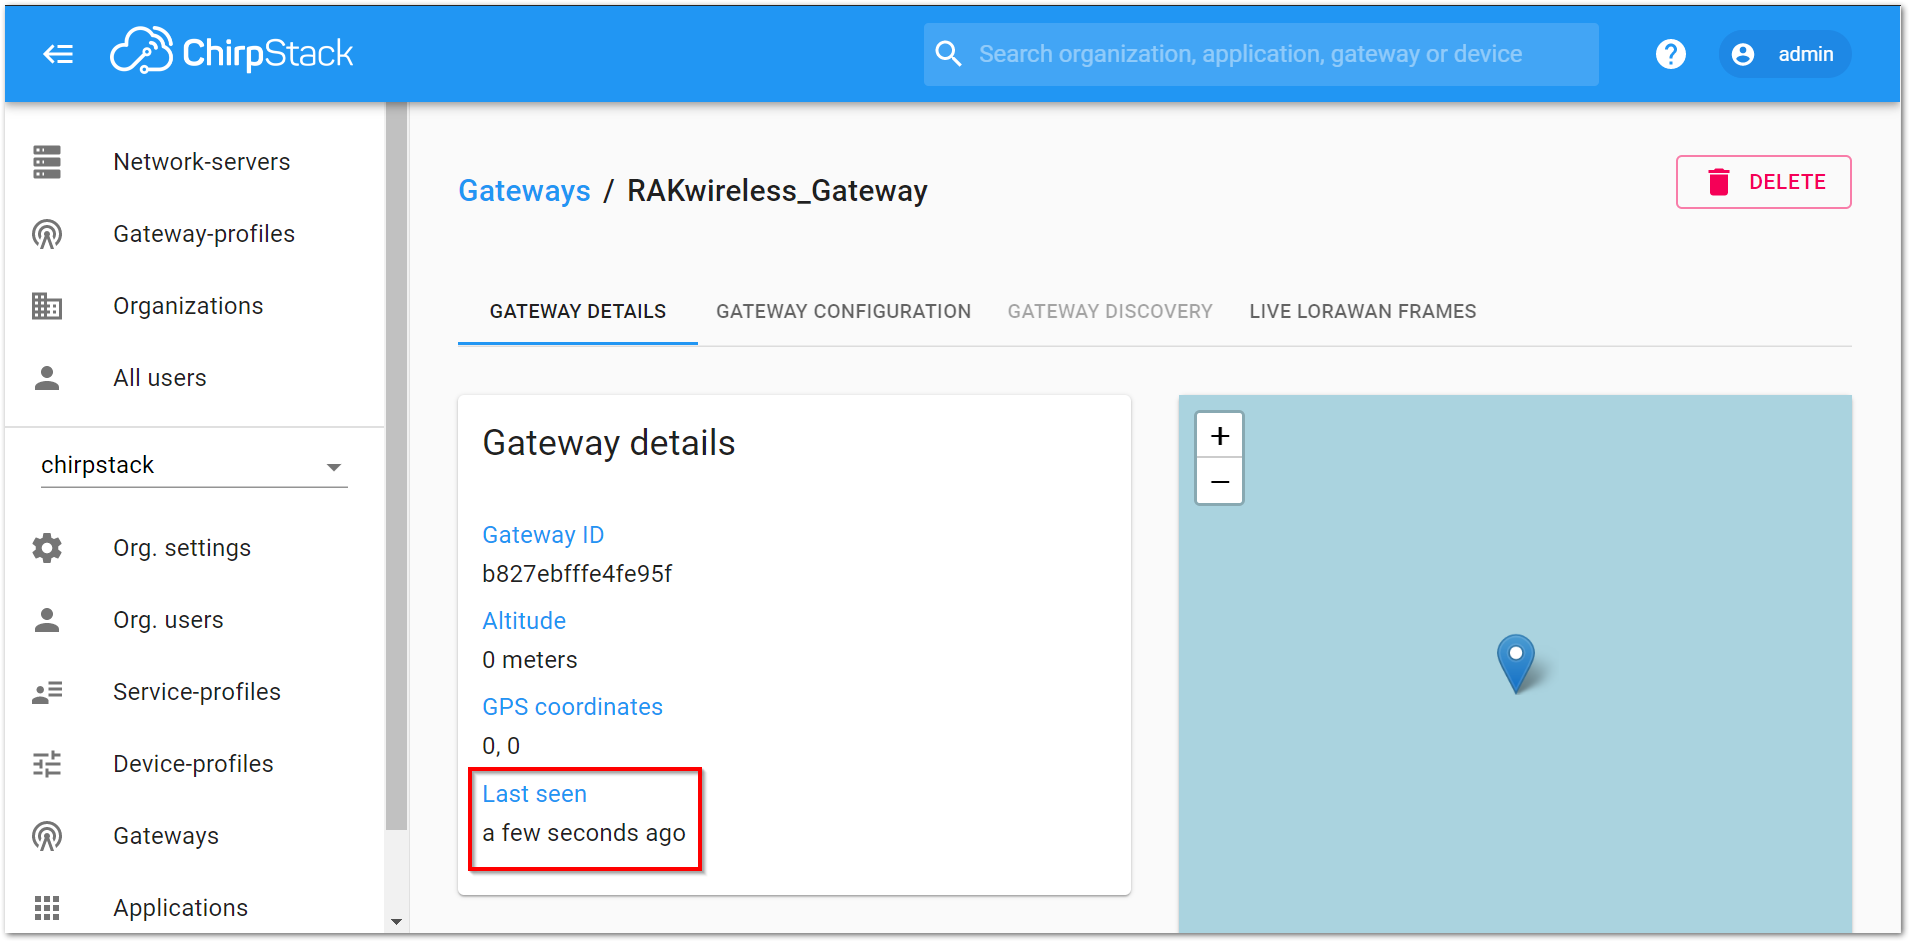 ChirpStack
Search organization, application, gateway or device
?
admin
Network-servers
Gateway-profiles
Organizations
All users
chirpstack
Org. settings
Org. users
Service-profiles
Device-profiles
Gateways
Applications
Gateways / RAKwireless_Gateway
DELETE
GATEWAY DETAILS GATEWAY CONFIGURATION GATEWAY DISCOVERY LIVE LORAWAN FRAMES
Gateway details
Gateway ID
b827ebfffe4fe95f
Altitude
0 meters
GPS coordinates
0, 0
Last seen
a few seconds ago
+
−